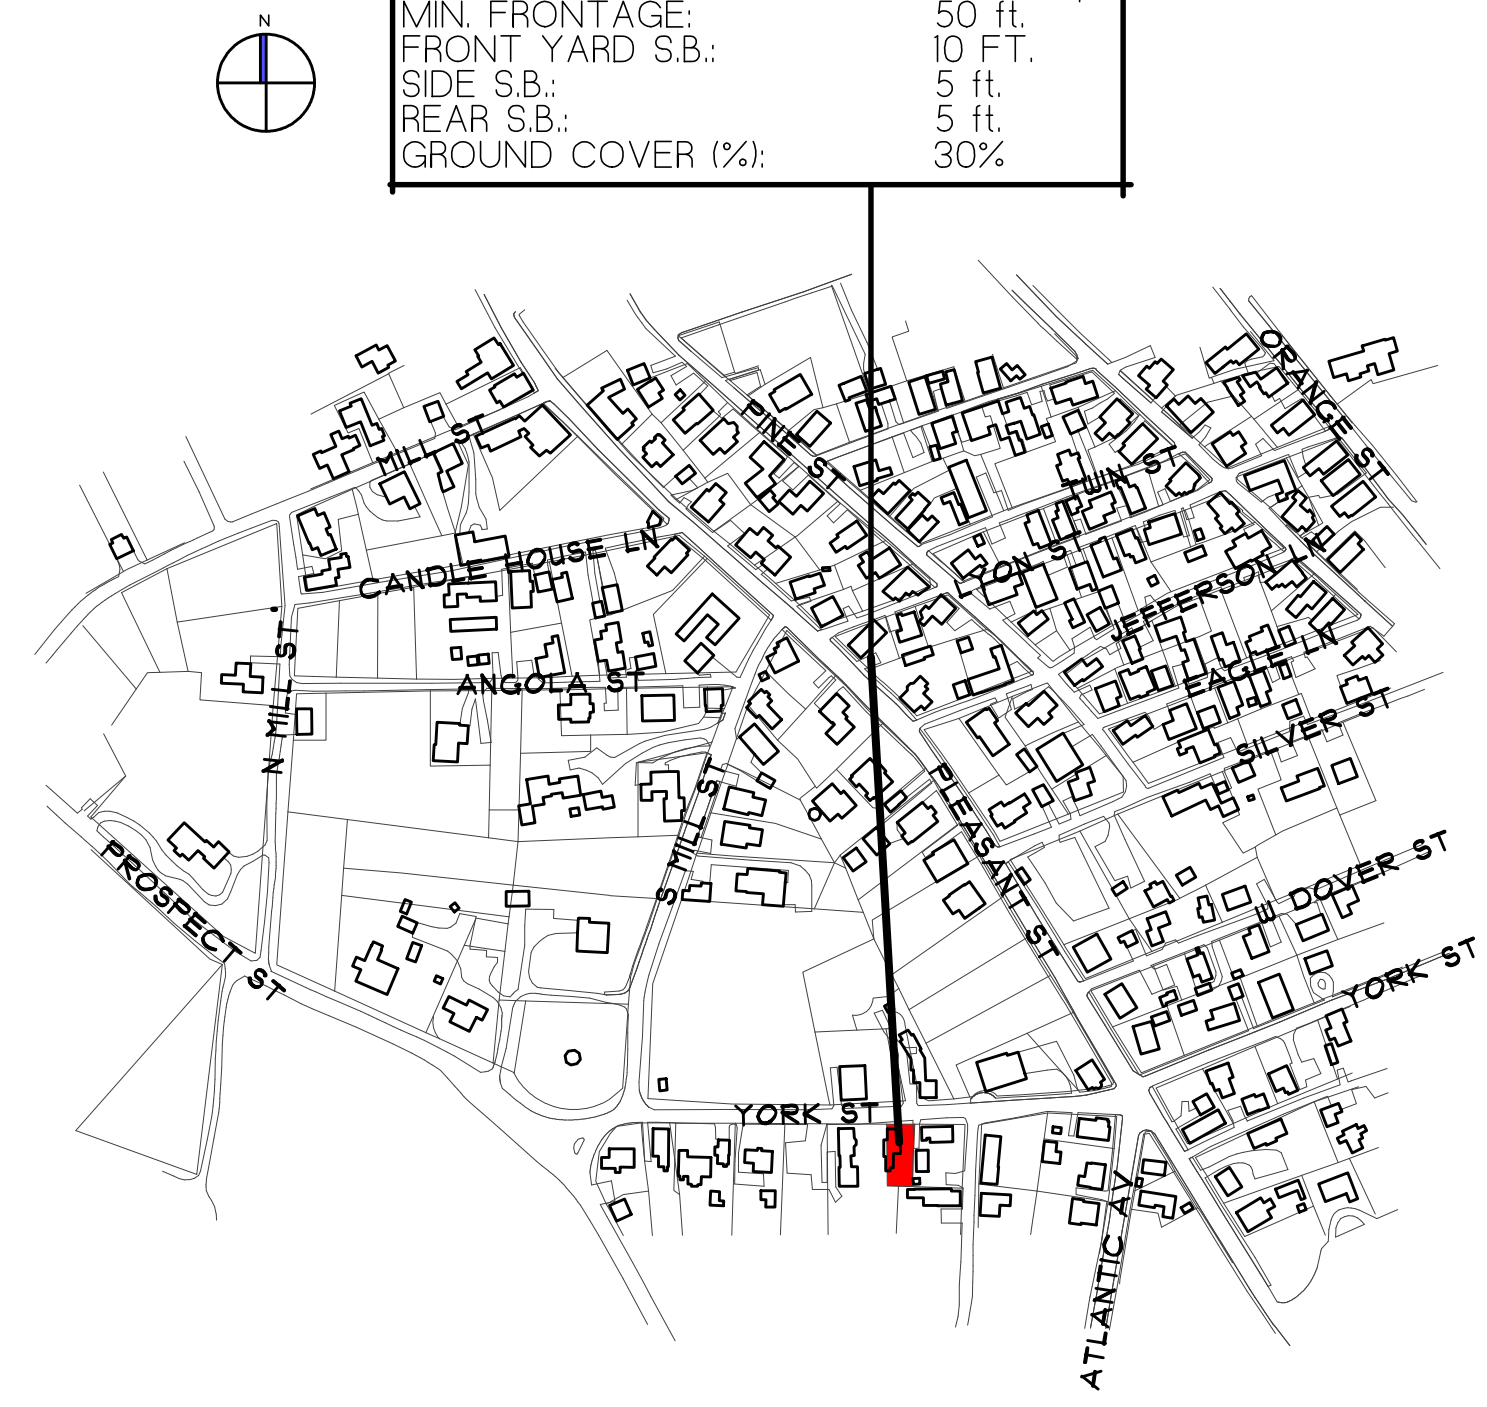 N
MIN. FRONTAGE: 50 ft.
FRONT YARD S.B.: 10 FT.
SIDE S.B.: 5 ft.
REAR S.B.: 5 ft.
GROUND COVER (%): 30%
ORANGE ST
PINE ST
MILL ST
TWIN ST
CANDLE HOUSE LN
LYON ST
JEFFERSON LN
N MILL ST
ANGOLA ST
EAGLE LN
SILVER ST
S MILL ST
PLEASANT ST
PROSPECT ST
W DOVER ST
YORK ST
YORK ST
ATLANTIC AV